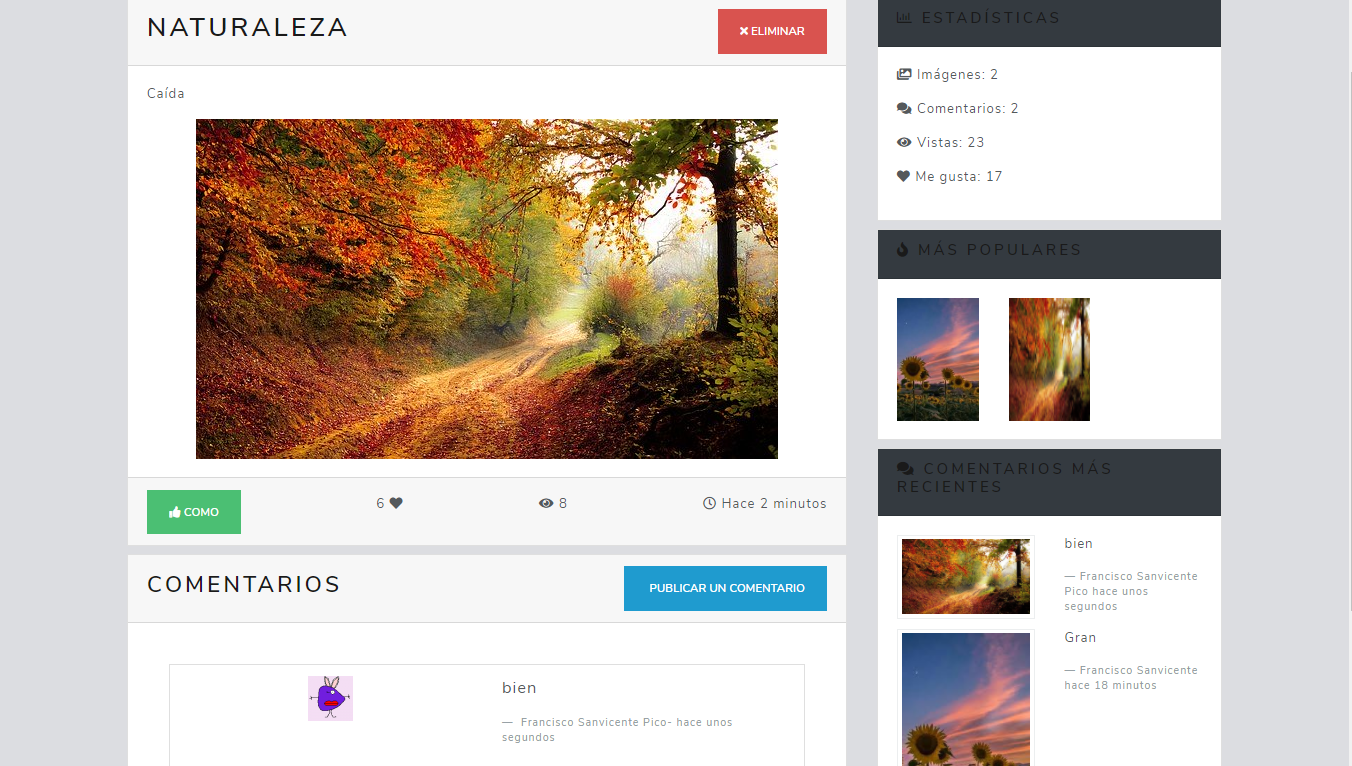 NATURALEZA
ELIMINAR
Caída
COMO
6
8
Hace 2 minutos
COMENTARIOS
PUBLICAR UN COMENTARIO
bien
— Francisco Sanvicente Pico- hace unos
segundos
ESTADÍSTICAS
Imágenes: 2
Comentarios: 2
Vistas: 23
Me gusta: 17
MÁS POPULARES
COMENTARIOS MÁS
RECIENTES
bien
— Francisco Sanvicente
Pico hace unos
segundos
Gran
— Francisco Sanvicente
hace 18 minutos